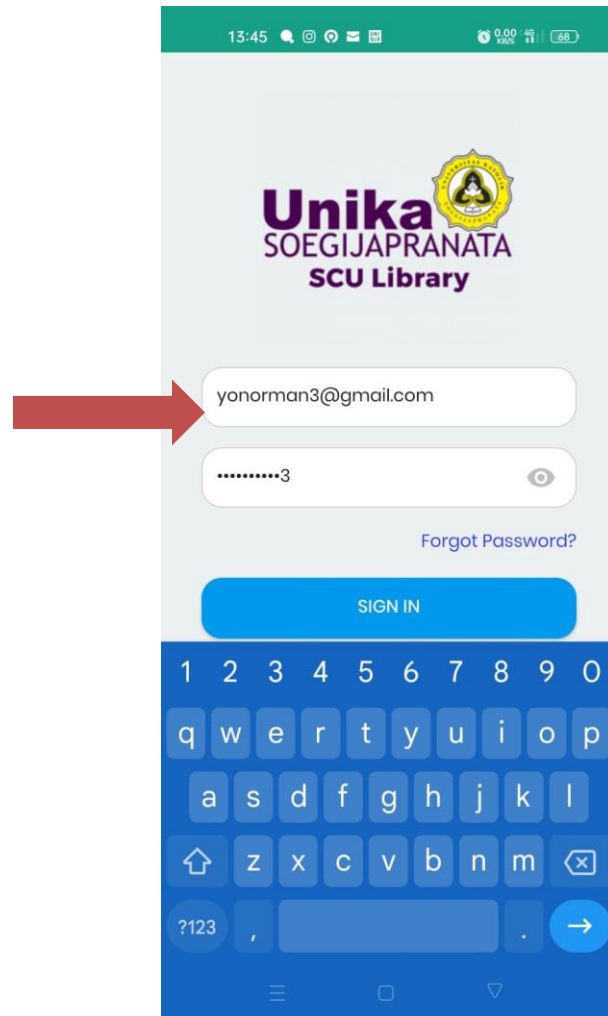 13:45 0.00 KB/S 4G 68
Unika
SOEGIJAPRANATA
SCU Library
yonorman3@gmail.com
••••••••••3
Forgot Password?
SIGN IN
1 2 3 4 5 6 7 8 9 0
q w e r t y u i o p
a s d f g h j k l
z x c v b n m
?123 , .